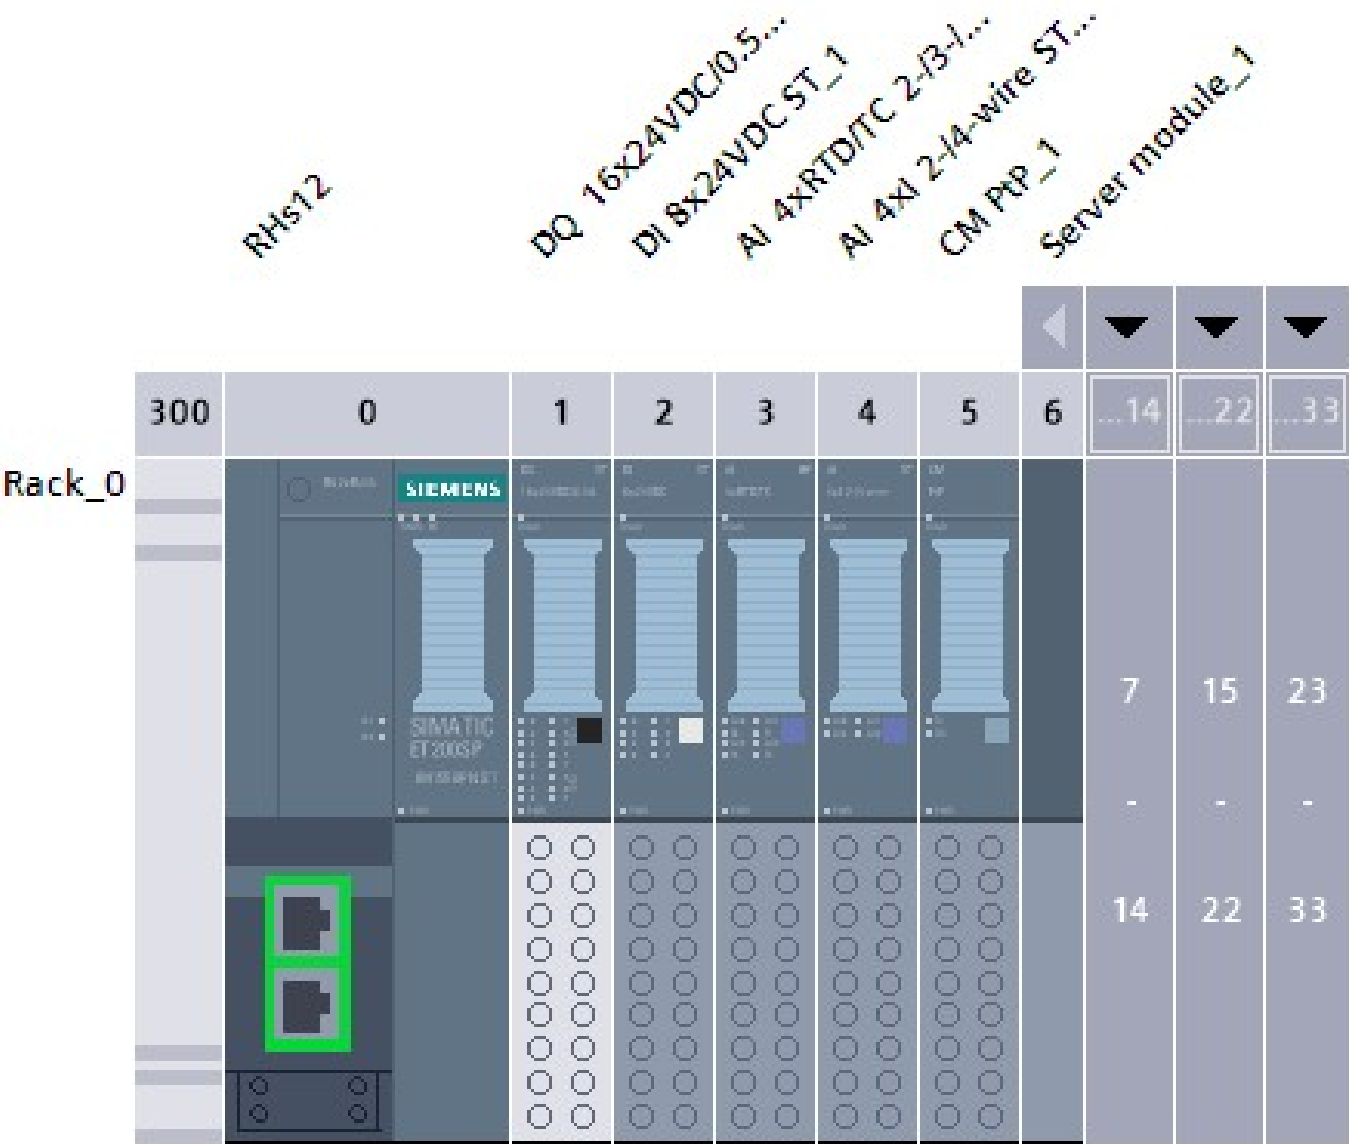 RHs12
DQ 16x24VDC/0.5...
DI 8x24VDC ST_1
AI 4xRTD/TC 2-/3-/...
AI 4xI 2-/4-wire ST...
CM PtP_1
Server module_1
300 0 1 2 3 4 5 6 ...14 ...22 ...33
Rack_0
SIEMENS
7 15 23
- - -
14 22 33
SIMATIC
ET200SP